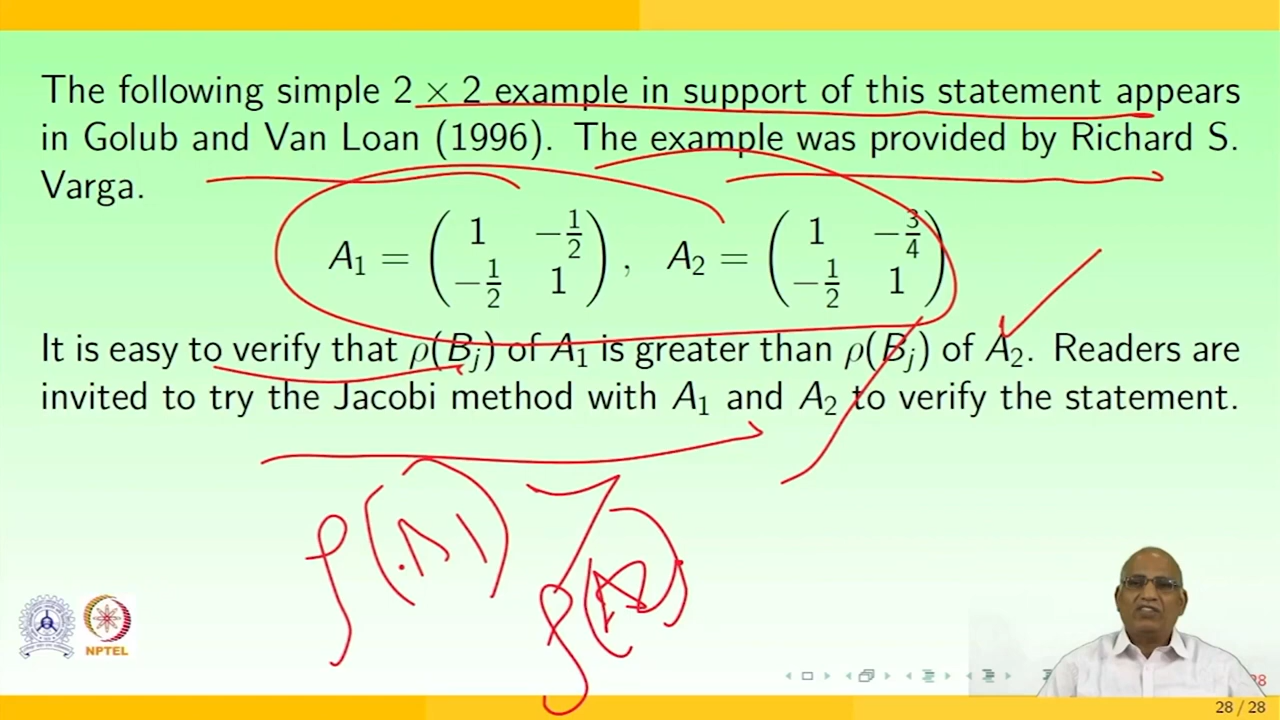 The following simple 2 × 2 example in support of this statement appears
in Golub and Van Loan (1996). The example was provided by Richard S.
Varga.
A₁ = ( 1 −1/2 ; −1/2 1 ) , A₂ = ( 1 −3/4 ; −1/2 1 )
It is easy to verify that ρ(Bⱼ) of A₁ is greater than ρ(Bⱼ) of A₂. Readers are
invited to try the Jacobi method with A₁ and A₂ to verify the statement.
ρ(A1) >
ρ(A2)
NPTEL
28 / 28